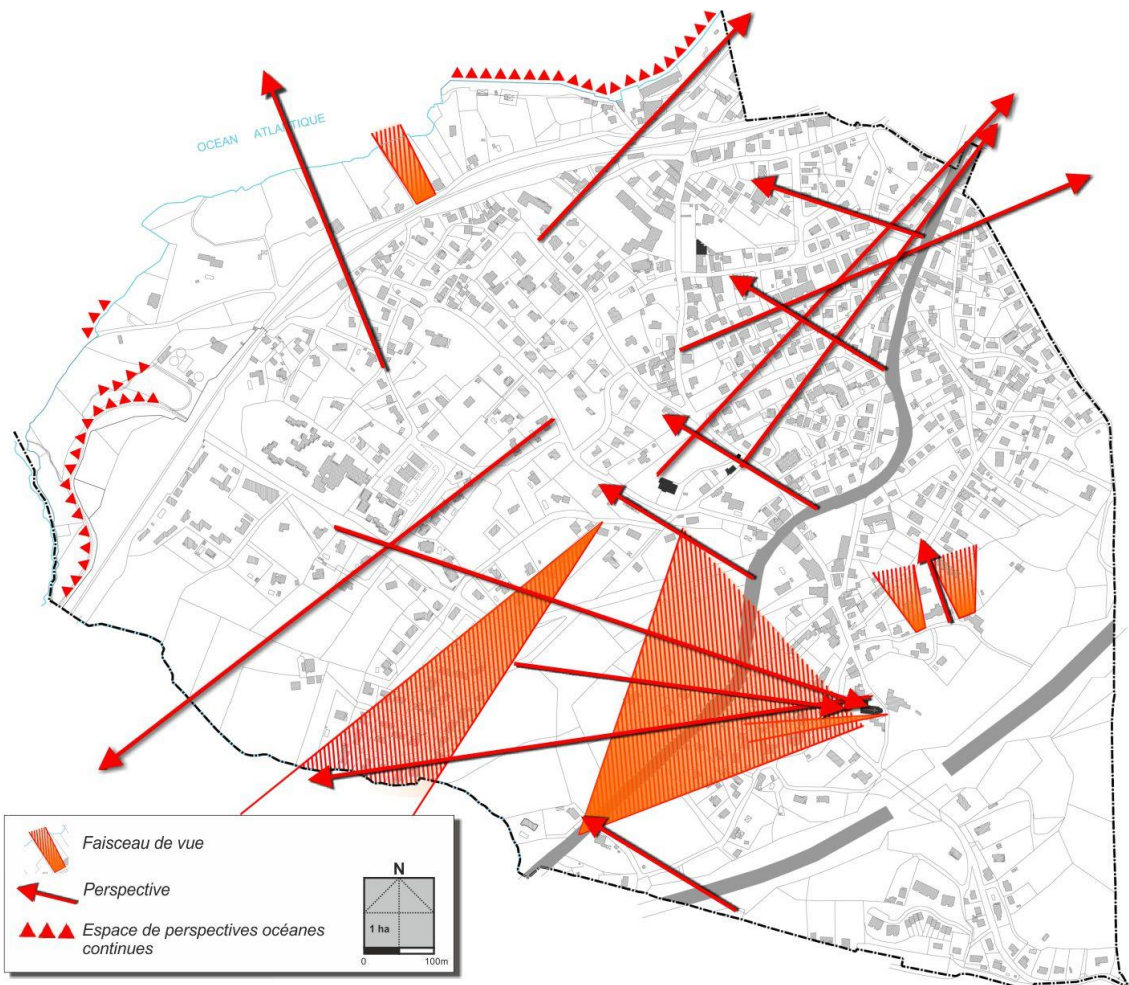 OCEAN ATLANTIQUE
Faisceau de vue
Perspective
Espace de perspectives océanes
continues
N
1 ha
0 100m